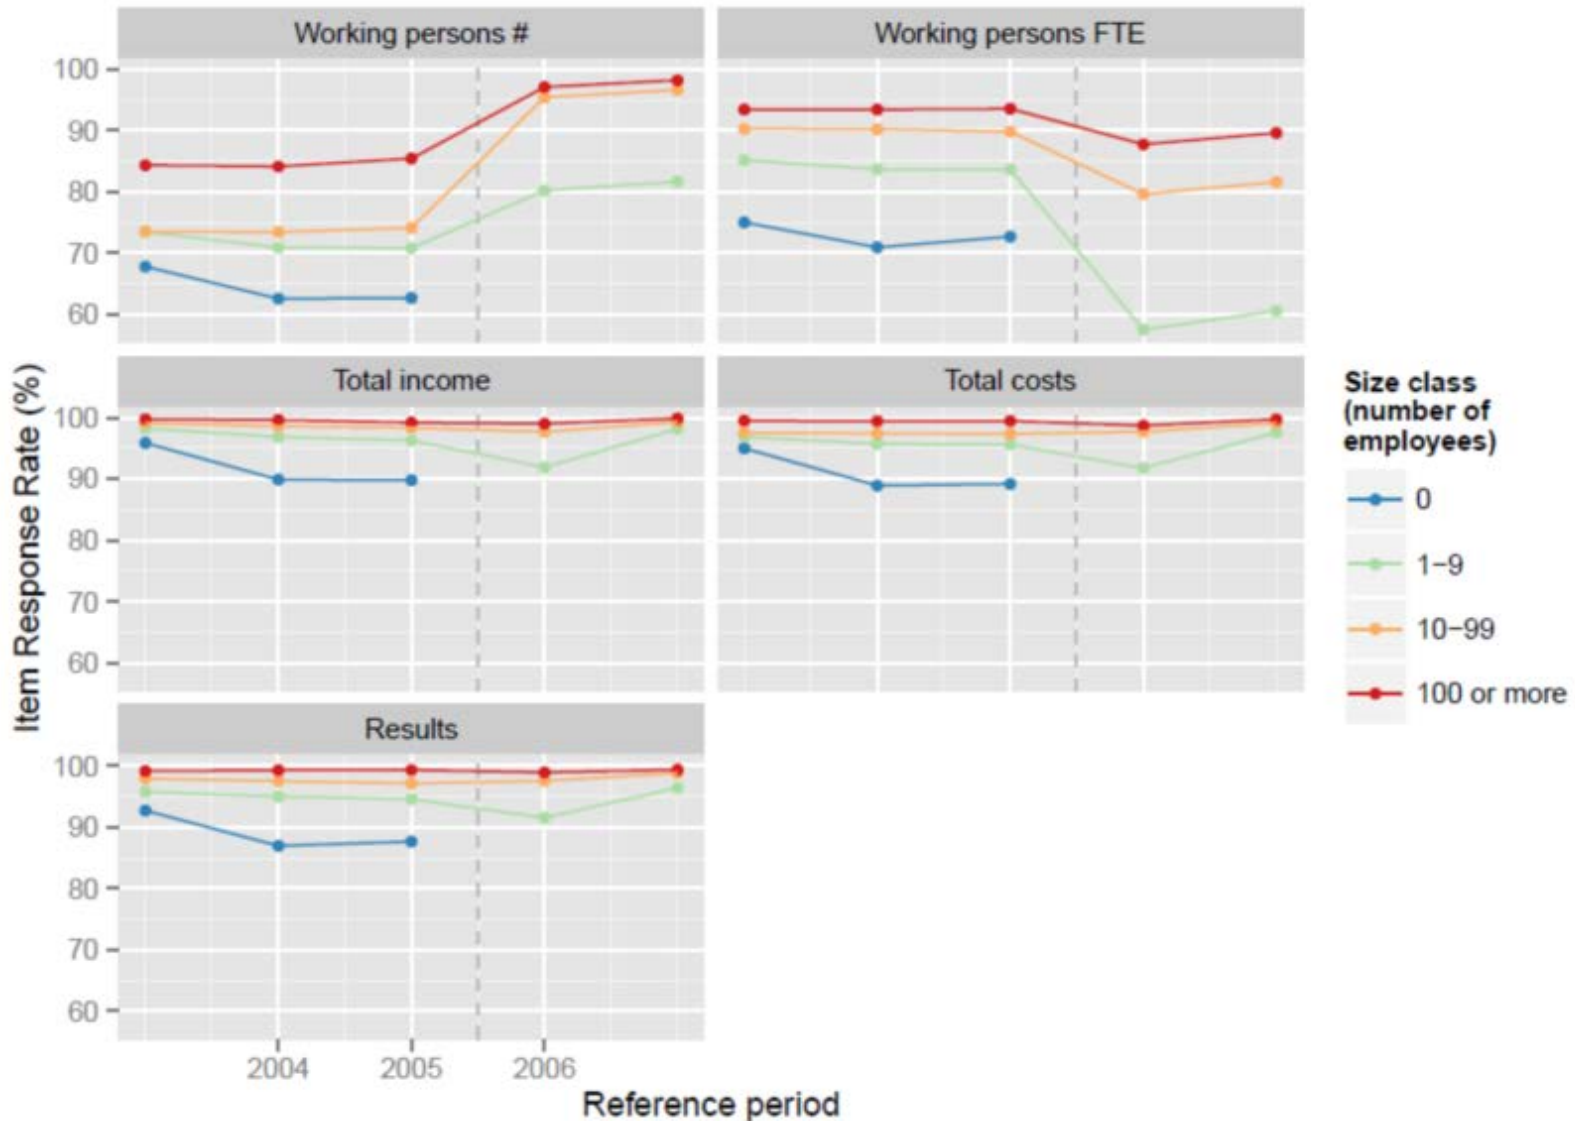 Working persons #
Working persons FTE
100
90
80
70
60
Total income
Total costs
100
90
80
70
60
Results
100
90
80
70
60
2004
2005
2006
Reference period
Item Response Rate (%)
Size class
(number of
employees)
0
1−9
10−99
100 or more